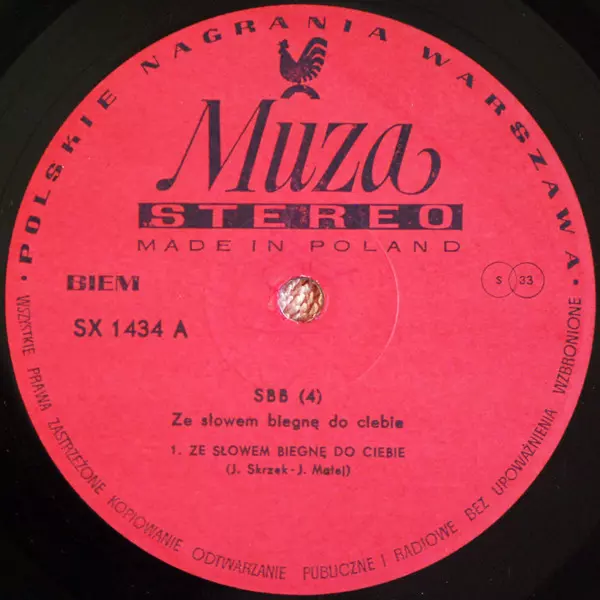 · POLSKIE NAGRANIA WARSZAWA ·
Muza
STEREO
MADE IN POLAND
BIEM
S 33
SX 1434 A
SBB (4)
Ze słowem biegnę do ciebie
1. ZE SŁOWEM BIEGNĘ DO CIEBIE
(J. Skrzek-J. Matej)
WSZYSTKIE PRAWA ZASTRZEŻONE KOPIOWANIE ODTWARZANIE PUBLICZNE I RADIOWE BEZ UPOWAŻNIENIA WZBRONIONE